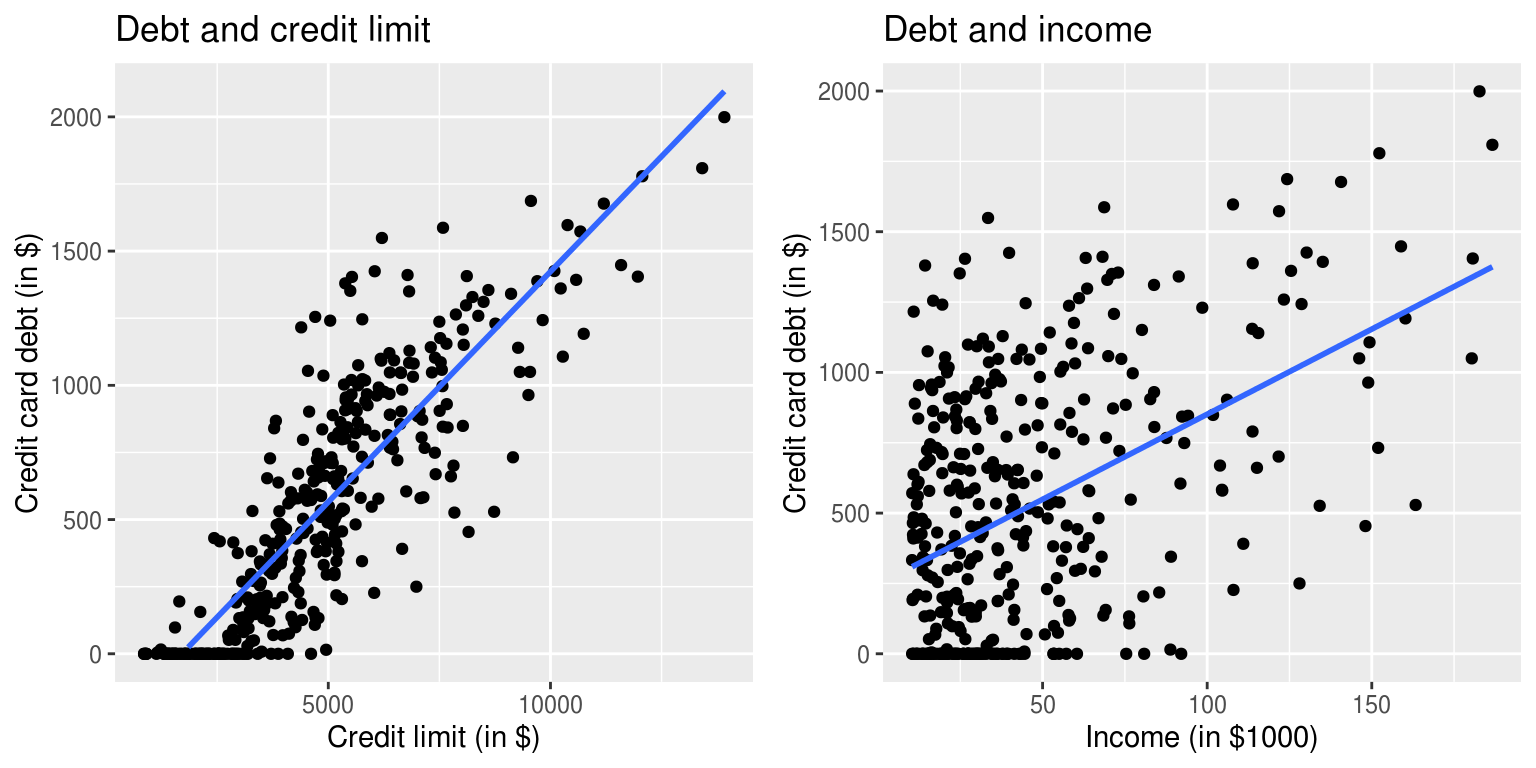 Debt and credit limit
Credit card debt (in $)
2000
1500
1000
500
0
5000 10000
Credit limit (in $)
Debt and income
Credit card debt (in $)
2000
1500
1000
500
0
50 100 150
Income (in $1000)